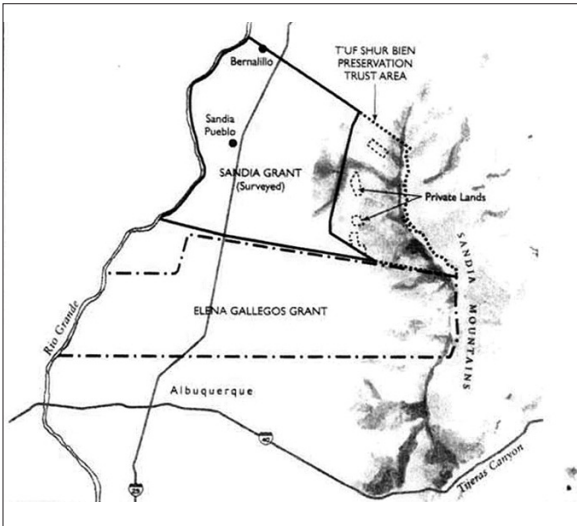 T'UF SHUR BIEN
PRESERVATION
TRUST AREA
Bernalillo
Sandia
Pueblo
SANDIA GRANT
(Surveyed)
Private Lands
SANDIA MOUNTAINS
ELENA GALLEGOS GRANT
Rio Grande
Albuquerque
40
Tijeras Canyon
25